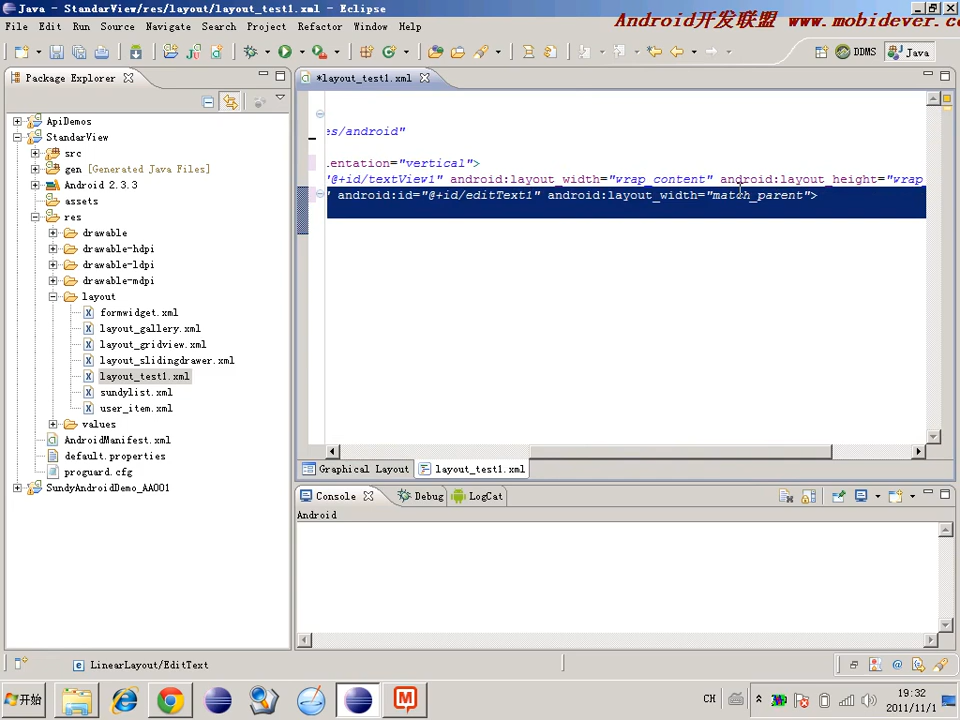 Java - StandarView/res/layout/layout_test1.xml - Eclipse
File Edit Run Source Navigate Search Project Refactor Window Help
Android开发联盟 www.mobidever.co
DDMS
Java
Package Explorer
*layout_test1.xml
ApiDemos
StandarView
src
gen [Generated Java Files]
Android 2.3.3
assets
res
drawable
drawable-hdpi
drawable-ldpi
drawable-mdpi
layout
formwidget.xml
layout_gallery.xml
layout_gridview.xml
layout_slidingdrawer.xml
layout_test1.xml
sundylist.xml
user_item.xml
values
AndroidManifest.xml
default.properties
proguard.cfg
SundyAndroidDemo_AA001
es/android"
entation="vertical">
"@+id/textView1" android:layout_width="wrap_content" android:layout_height="wrap
" android:id="@+id/editText1" android:layout_width="match_parent">
Graphical Layout
layout_test1.xml
Console
Debug
LogCat
Android
LinearLayout/EditText
开始
CH
19:32
2011/11/1